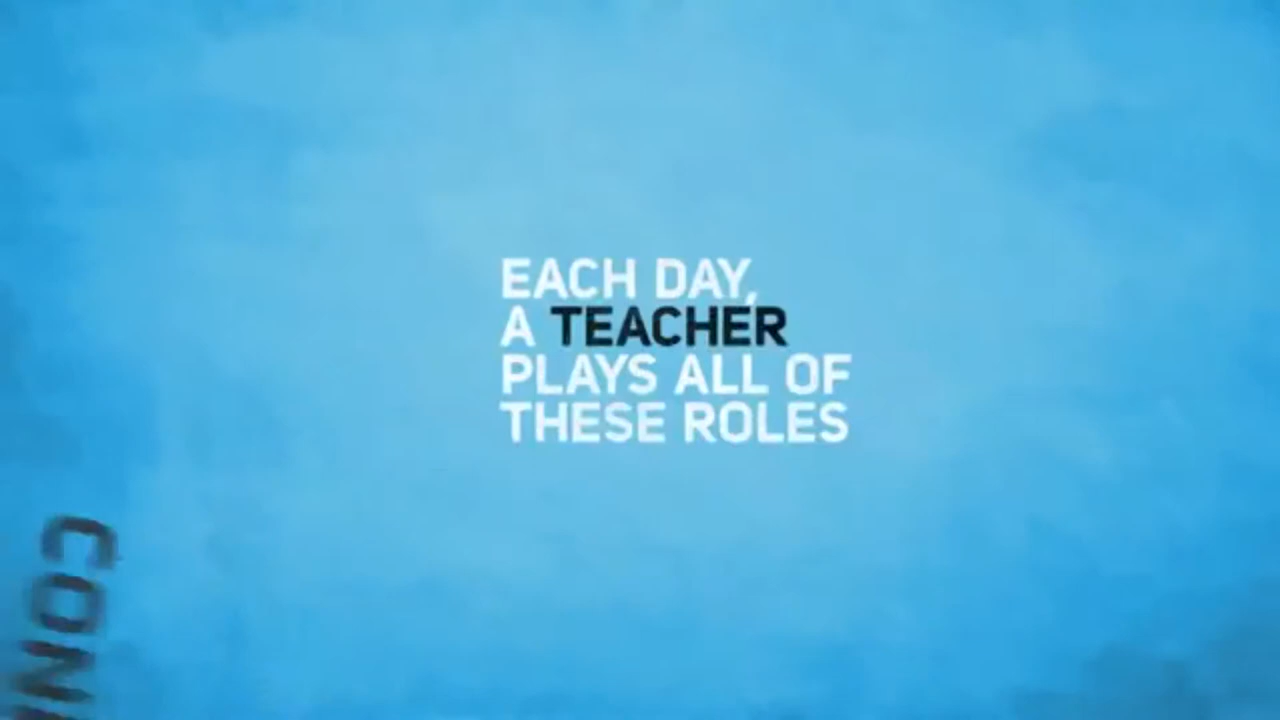 EACH DAY,
A TEACHER
PLAYS ALL OF
THESE ROLES